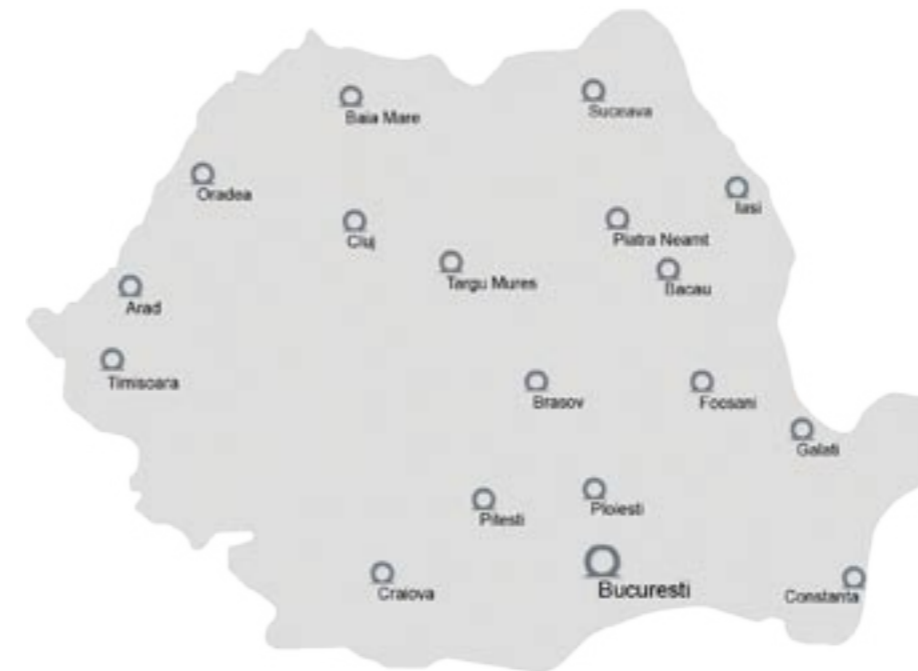 Baia Mare
Suceava
Oradea
Iasi
Cluj
Piatra Neamt
Targu Mures
Bacau
Arad
Timisoara
Brasov
Focsani
Galati
Pitesti
Ploiesti
Craiova
Bucuresti
Constanta